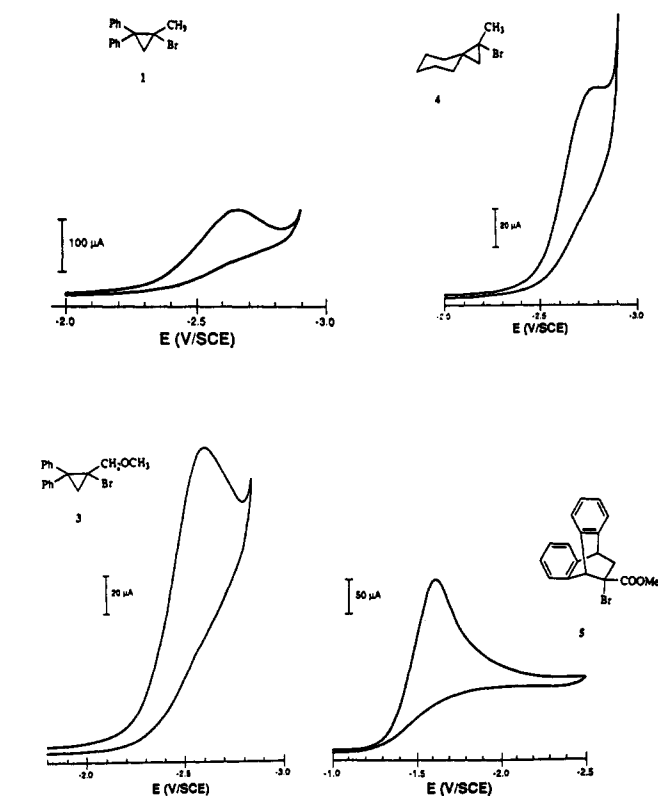 Ph CH3
Ph Br
1
100 μA
-2.0 -2.5 -3.0
E (V/SCE)
CH3
Br
4
20 μA
-2.0 -2.5 -3.0
E (V/SCE)
Ph CH2OCH3
Ph Br
3
20 μA
-2.0 -2.5 -3.0
E (V/SCE)
50 μA
COOMe
Br
5
-1.0 -1.5 -2.0 -2.5
E (V/SCE)